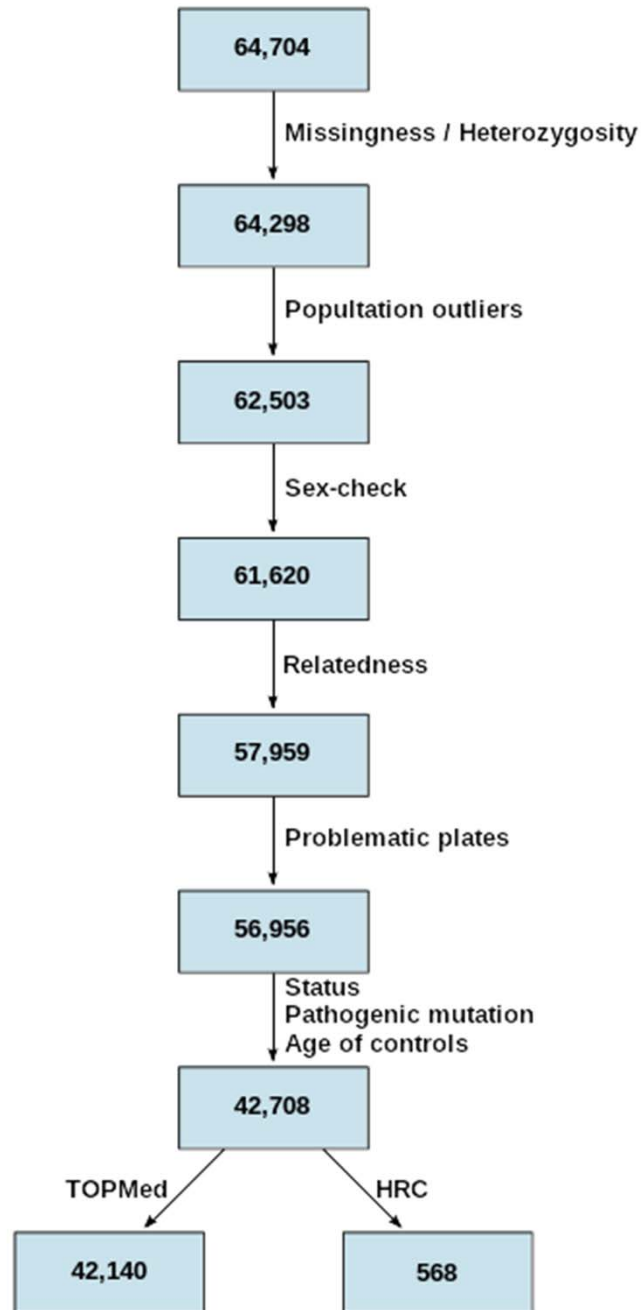 64,704
Missingness / Heterozygosity
64,298
Popultation outliers
62,503
Sex-check
61,620
Relatedness
57,959
Problematic plates
56,956
Status
Pathogenic mutation
Age of controls
42,708
TOPMed
HRC
42,140
568